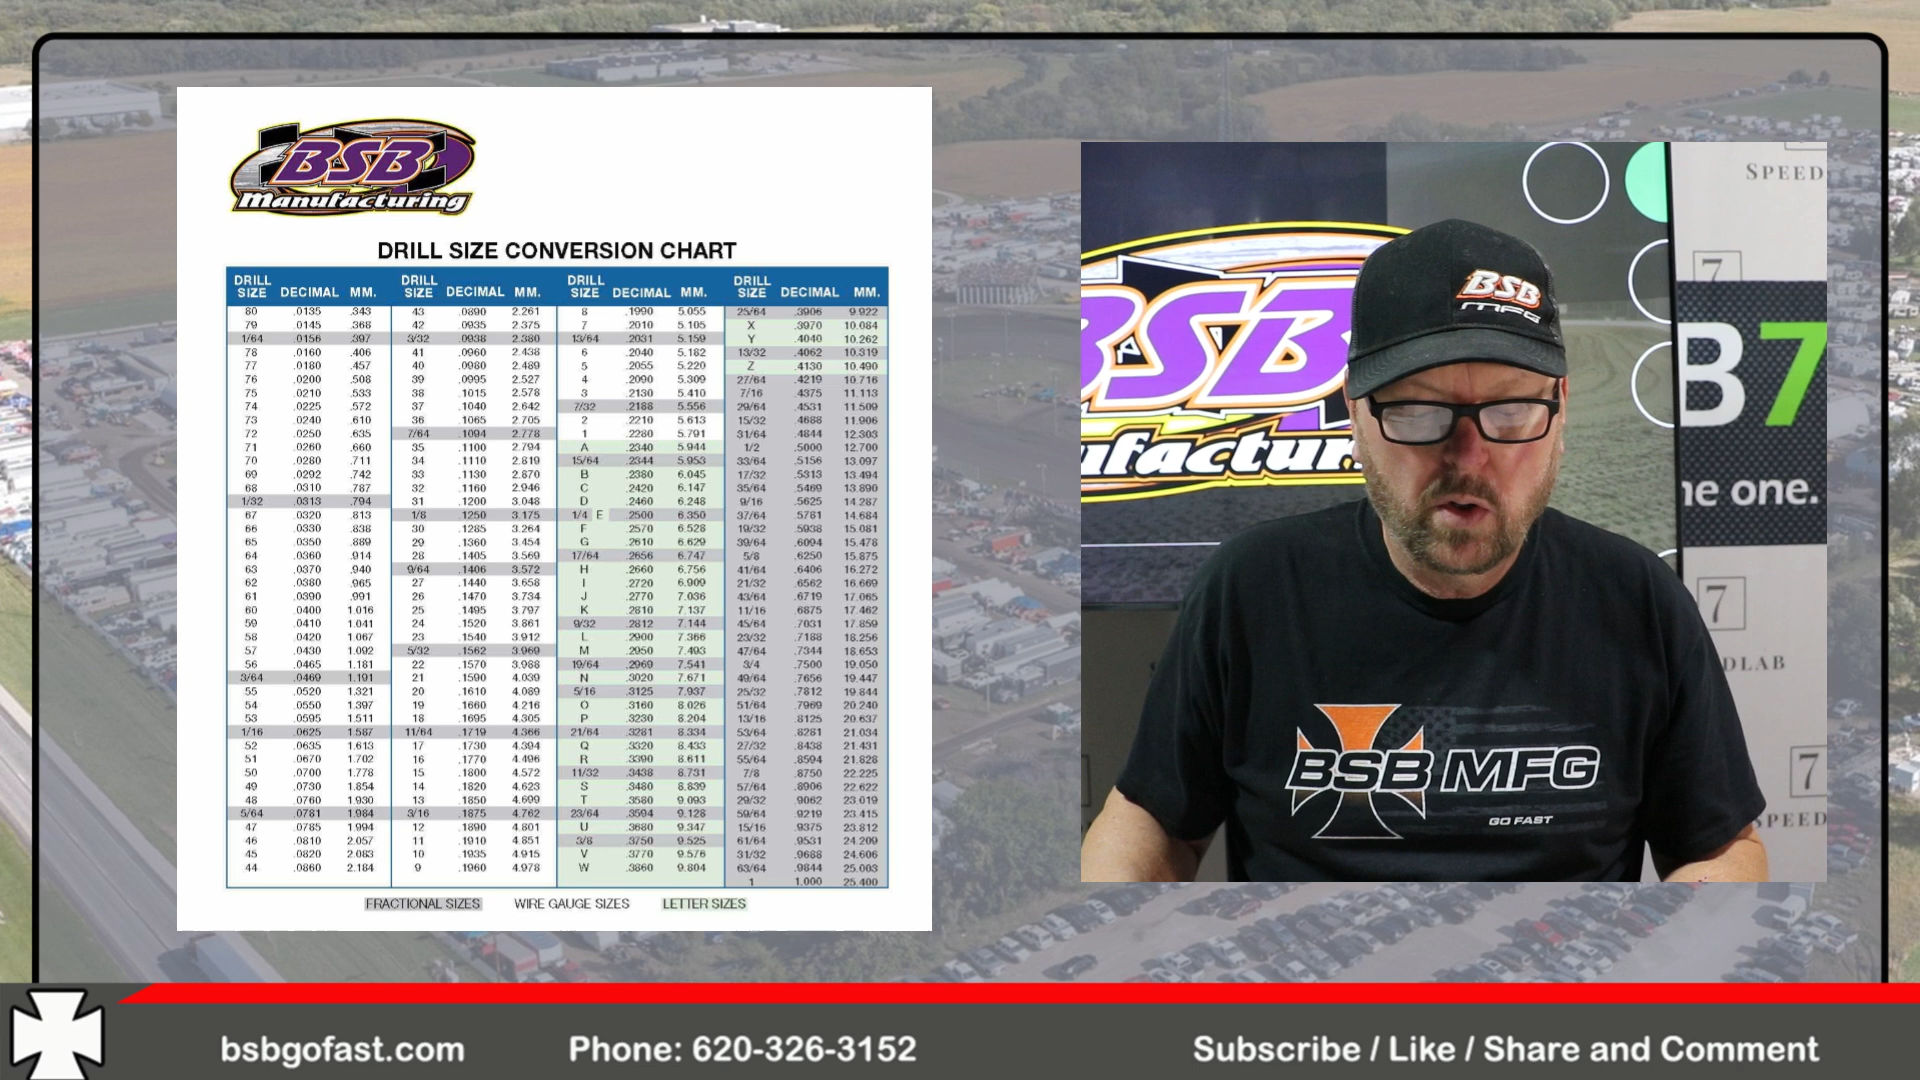 BSB
Manufacturing
DRILL SIZE CONVERSION CHART
DRILL SIZE DECIMAL MM. DRILL SIZE DECIMAL MM. DRILL SIZE DECIMAL MM. DRILL SIZE DECIMAL MM.
80 .0135 .343 43 .0890 2.261 8 .1990 5.055 25/64 .3906 9.922
79 .0145 .368 42 .0935 2.375 7 .2010 5.105 X .3970 10.084
1/64 .0156 .397 3/32 .0938 2.380 13/64 .2031 5.159 Y .4040 10.262
78 .0160 .406 41 .0960 2.438 6 .2040 5.182 13/32 .4062 10.319
77 .0180 .457 40 .0980 2.489 5 .2055 5.220 Z .4130 10.490
76 .0200 .508 39 .0995 2.527 4 .2090 5.309 27/64 .4219 10.716
75 .0210 .533 38 .1015 2.578 3 .2130 5.410 7/16 .4375 11.113
74 .0225 .572 37 .1040 2.642 7/32 .2188 5.556 29/64 .4531 11.509
73 .0240 .610 36 .1065 2.705 2 .2210 5.613 15/32 .4688 11.906
72 .0250 .635 7/64 .1094 2.778 1 .2280 5.791 31/64 .4844 12.303
71 .0260 .660 35 .1100 2.794 A .2340 5.944 1/2 .5000 12.700
70 .0280 .711 34 .1110 2.819 15/64 .2344 5.953 33/64 .5156 13.097
69 .0292 .742 33 .1130 2.870 B .2380 6.045 17/32 .5313 13.494
68 .0310 .787 32 .1160 2.946 C .2420 6.147 35/64 .5469 13.890
1/32 .0313 .794 31 .1200 3.048 D .2460 6.248 9/16 .5625 14.287
67 .0320 .813 1/8 .1250 3.175 1/4 E .2500 6.350 37/64 .5781 14.684
66 .0330 .838 30 .1285 3.264 F .2570 6.528 19/32 .5938 15.081
65 .0350 .889 29 .1360 3.454 G .2610 6.629 39/64 .6094 15.478
64 .0360 .914 28 .1405 3.569 17/64 .2656 6.747 5/8 .6250 15.875
63 .0370 .940 9/64 .1406 3.572 H .2660 6.756 41/64 .6406 16.272
62 .0380 .965 27 .1440 3.658 I .2720 6.909 21/32 .6562 16.669
61 .0390 .991 26 .1470 3.734 J .2770 7.036 43/64 .6719 17.065
60 .0400 1.016 25 .1495 3.797 K .2810 7.137 11/16 .6875 17.462
59 .0410 1.041 24 .1520 3.861 9/32 .2812 7.144 45/64 .7031 17.859
58 .0420 1.067 23 .1540 3.912 L .2900 7.366 23/32 .7188 18.256
57 .0430 1.092 5/32 .1562 3.969 M .2950 7.493 47/64 .7344 18.653
56 .0465 1.181 22 .1570 3.988 19/64 .2969 7.541 3/4 .7500 19.050
3/64 .0469 1.191 21 .1590 4.039 N .3020 7.671 49/64 .7656 19.447
55 .0520 1.321 20 .1610 4.089 5/16 .3125 7.937 25/32 .7812 19.844
54 .0550 1.397 19 .1660 4.216 O .3160 8.026 51/64 .7969 20.240
53 .0595 1.511 18 .1695 4.305 P .3230 8.204 13/16 .8125 20.637
1/16 .0625 1.587 11/64 .1719 4.366 21/64 .3281 8.334 53/64 .8281 21.034
52 .0635 1.613 17 .1730 4.394 Q .3320 8.433 27/32 .8438 21.431
51 .0670 1.702 16 .1770 4.496 R .3390 8.611 55/64 .8594 21.828
50 .0700 1.778 15 .1800 4.572 11/32 .3438 8.731 7/8 .8750 22.225
49 .0730 1.854 14 .1820 4.623 S .3480 8.839 57/64 .8906 22.622
48 .0760 1.930 13 .1850 4.699 T .3580 9.093 29/32 .9062 23.019
5/64 .0781 1.984 3/16 .1875 4.762 23/64 .3594 9.128 59/64 .9219 23.415
47 .0785 1.994 12 .1890 4.801 U .3680 9.347 15/16 .9375 23.812
46 .0810 2.057 11 .1910 4.851 3/8 .3750 9.525 61/64 .9531 24.209
45 .0820 2.083 10 .1935 4.915 V .3770 9.576 31/32 .9688 24.606
44 .0860 2.184 9 .1960 4.978 W .3860 9.804 63/64 .9844 25.003
1 1.000 25.400
FRACTIONAL SIZES WIRE GAUGE SIZES LETTER SIZES
SPEED
7
BSB
MFG
BSB
B7
ne one.
7
DLAB
BSB MFG
GO FAST
7
SPEED
bsbgofast.com Phone: 620-326-3152 Subscribe / Like / Share and Comment